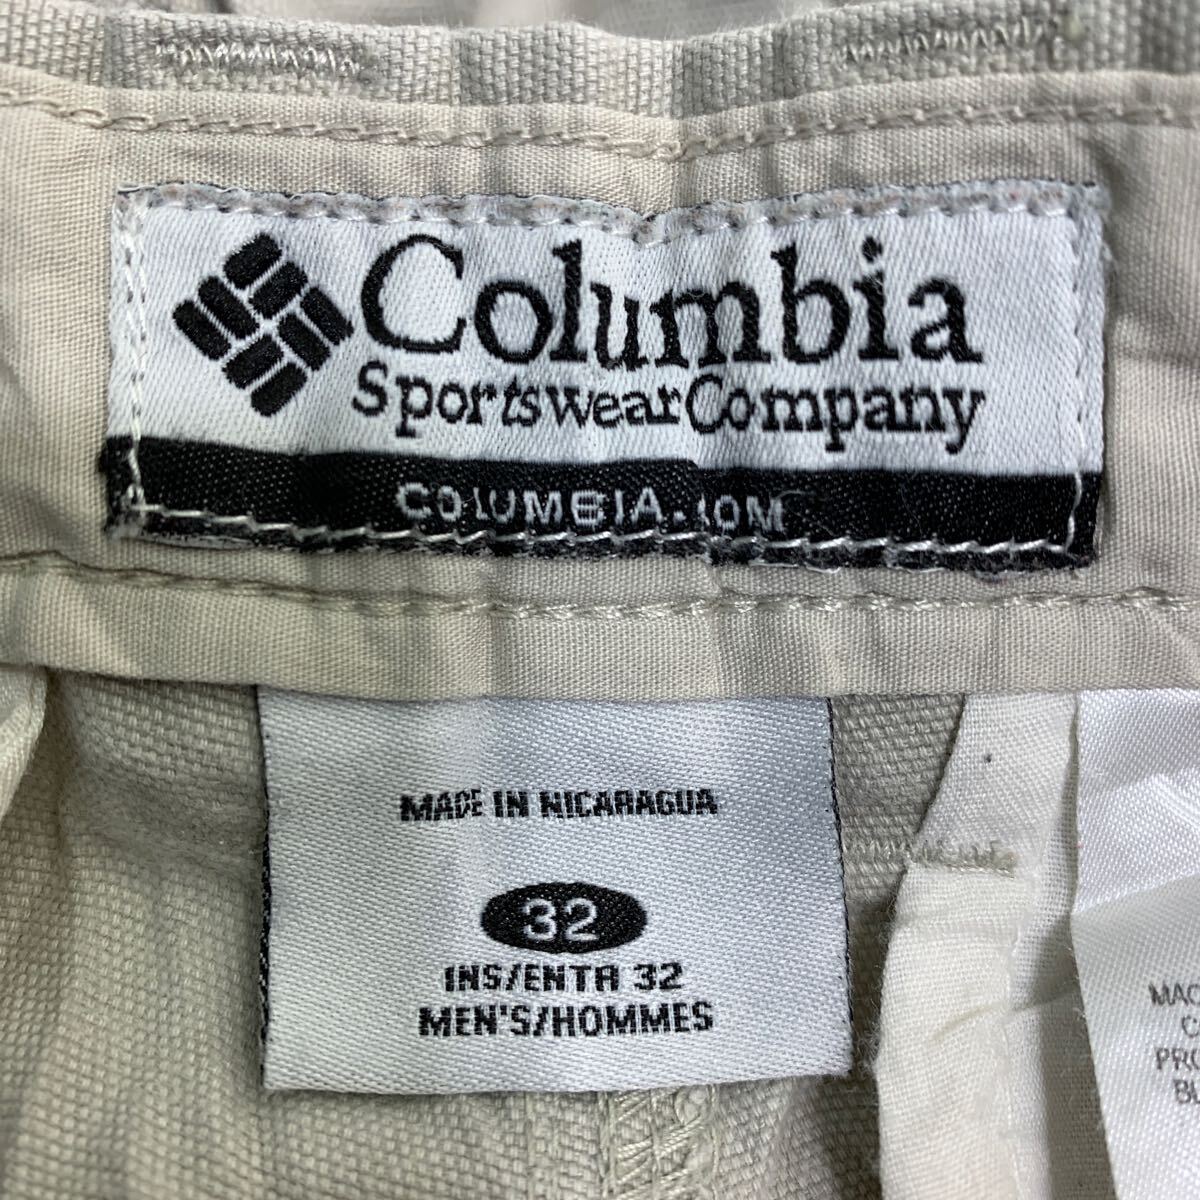 Columbia
Sportswear Company
COLUMBIA.COM
MADE IN NICARAGUA
32
INS/ENTR 32
MEN'S/HOMMES